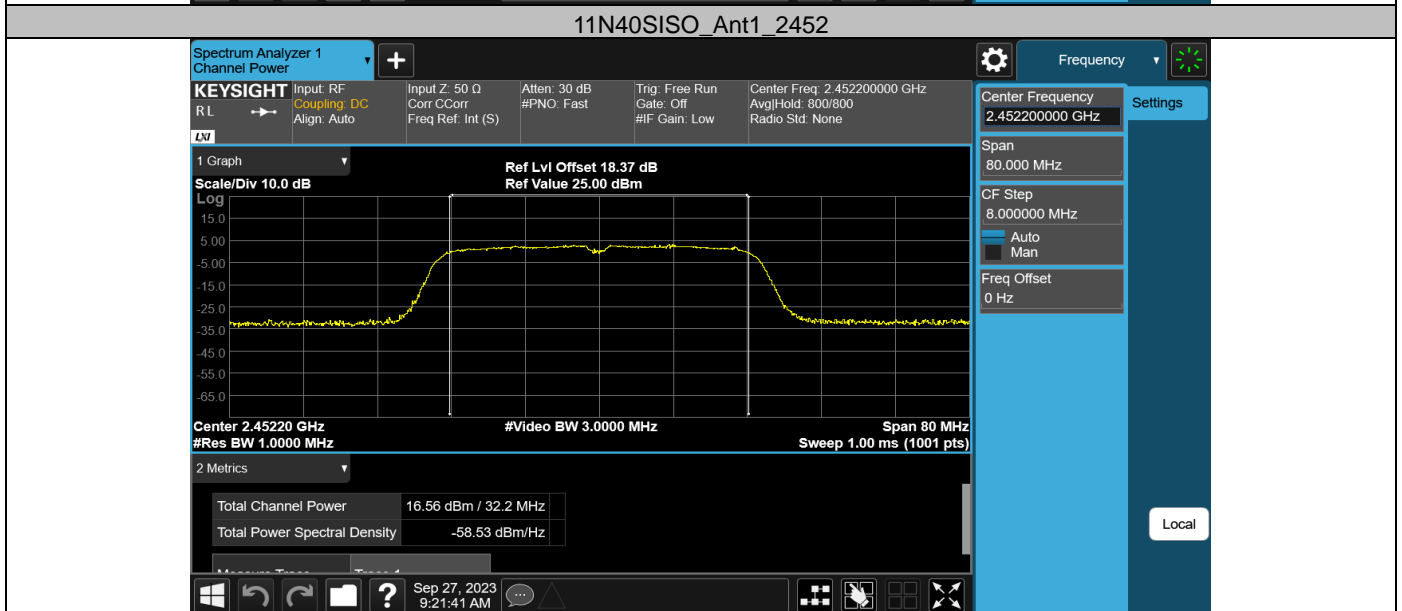 11N40SISO_Ant1_2452
Spectrum Analyzer 1
Channel Power
Frequency
KEYSIGHT
R L
LXI
Input: RF
Coupling: DC
Align: Auto
Input Z: 50 Ω
Corr CCorr
Freq Ref: Int (S)
Atten: 30 dB
#PNO: Fast
Trig: Free Run
Gate: Off
#IF Gain: Low
Center Freq: 2.452200000 GHz
Avg|Hold: 800/800
Radio Std: None
Center Frequency
2.452200000 GHz
Settings
Span
80.000 MHz
CF Step
8.000000 MHz
Auto
Man
Freq Offset
0 Hz
1 Graph
Scale/Div 10.0 dB
Ref Lvl Offset 18.37 dB
Ref Value 25.00 dBm
Log
15.0
5.00
-5.00
-15.0
-25.0
-35.0
-45.0
-55.0
-65.0
Center 2.45220 GHz
#Video BW 3.0000 MHz
Span 80 MHz
#Res BW 1.0000 MHz
Sweep 1.00 ms (1001 pts)
2 Metrics
Total Channel Power 16.56 dBm / 32.2 MHz
Total Power Spectral Density -58.53 dBm/Hz
Measure Trace Trace 1
Local
?
Sep 27, 2023
9:21:41 AM